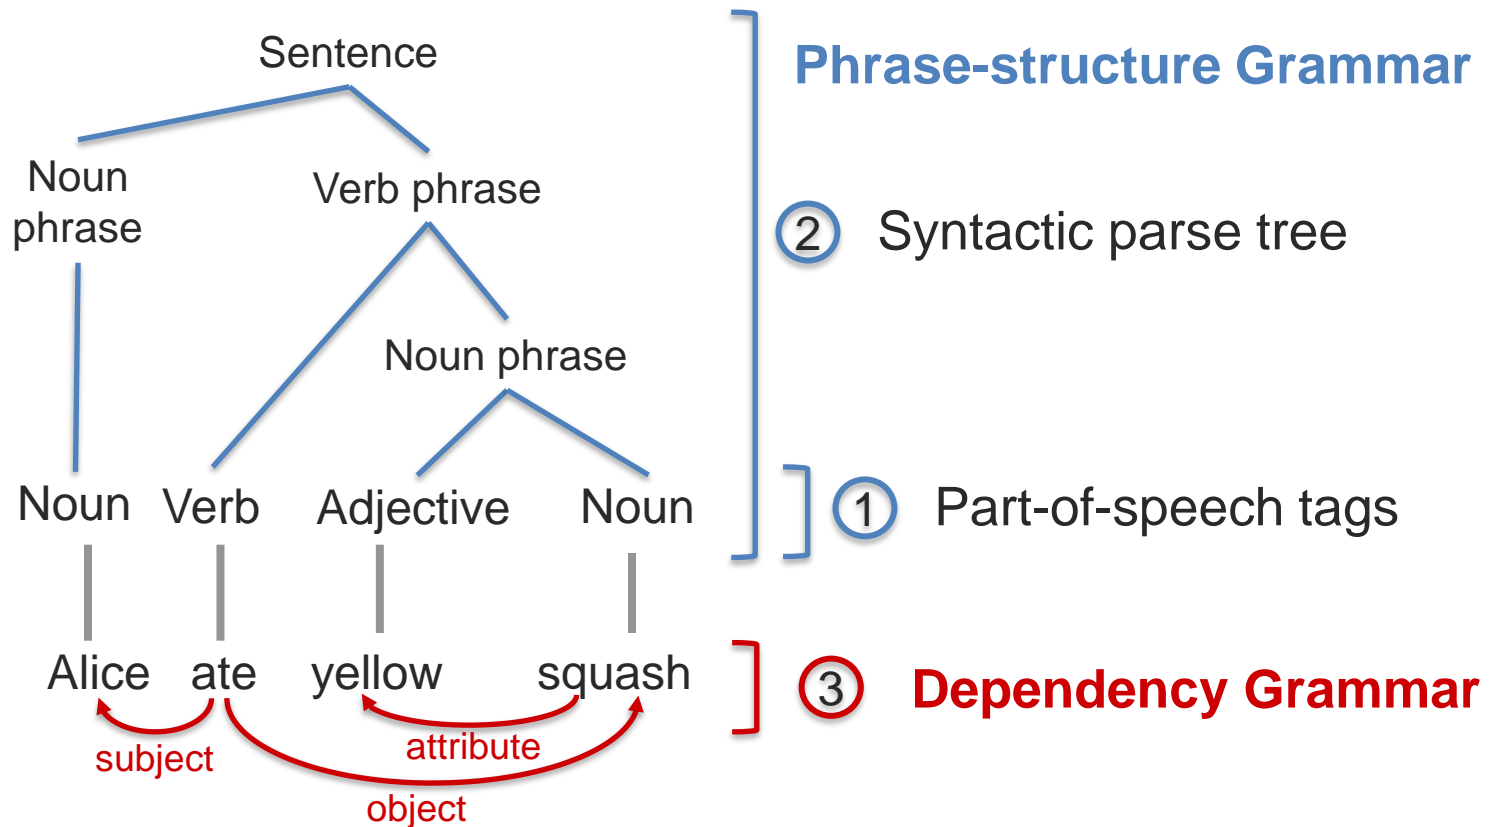 Sentence
Phrase-structure Grammar
Noun
phrase
Verb phrase
2 Syntactic parse tree
Noun phrase
Noun Verb Adjective Noun
1 Part-of-speech tags
Alice ate yellow squash
3 Dependency Grammar
subject
attribute
object